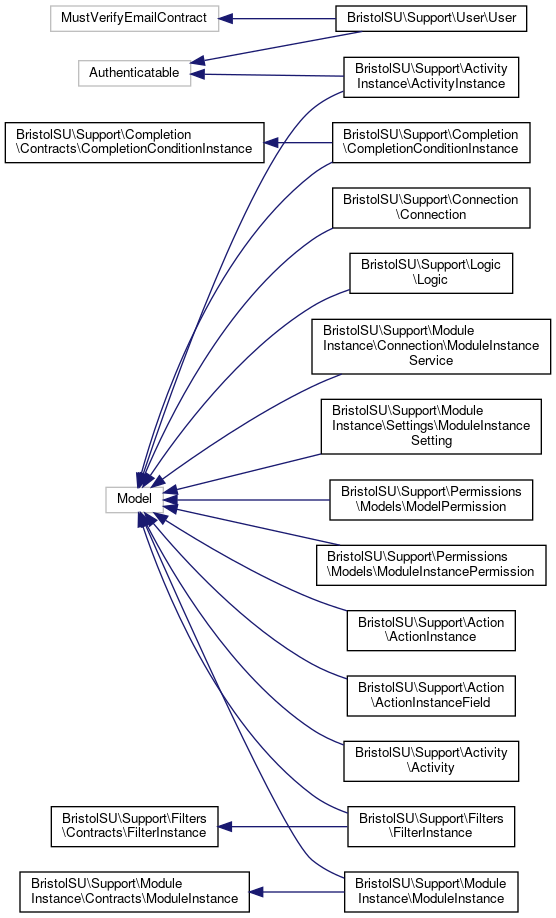 MustVerifyEmailContract
BristolSU\Support\User\User
Authenticatable
BristolSU\Support\Activity
Instance\ActivityInstance
BristolSU\Support\Completion
\Contracts\CompletionConditionInstance
BristolSU\Support\Completion
\CompletionConditionInstance
BristolSU\Support\Connection
\Connection
BristolSU\Support\Logic
\Logic
BristolSU\Support\Module
Instance\Connection\ModuleInstance
Service
BristolSU\Support\Module
Instance\Settings\ModuleInstance
Setting
Model
BristolSU\Support\Permissions
\Models\ModelPermission
BristolSU\Support\Permissions
\Models\ModuleInstancePermission
BristolSU\Support\Action
\ActionInstance
BristolSU\Support\Action
\ActionInstanceField
BristolSU\Support\Activity
\Activity
BristolSU\Support\Filters
\Contracts\FilterInstance
BristolSU\Support\Filters
\FilterInstance
BristolSU\Support\Module
Instance\Contracts\ModuleInstance
BristolSU\Support\Module
Instance\ModuleInstance